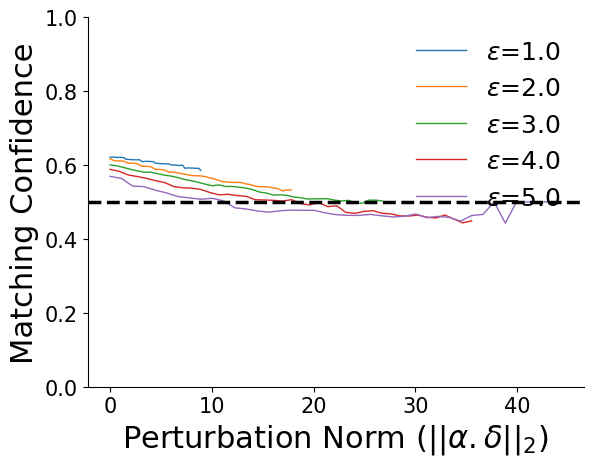 1.0
0.8
0.6
0.4
0.2
0.0
Matching Confidence
ε=1.0
ε=2.0
ε=3.0
ε=4.0
ε=5.0
0 10 20 30 40
Perturbation Norm (||α.δ||₂)